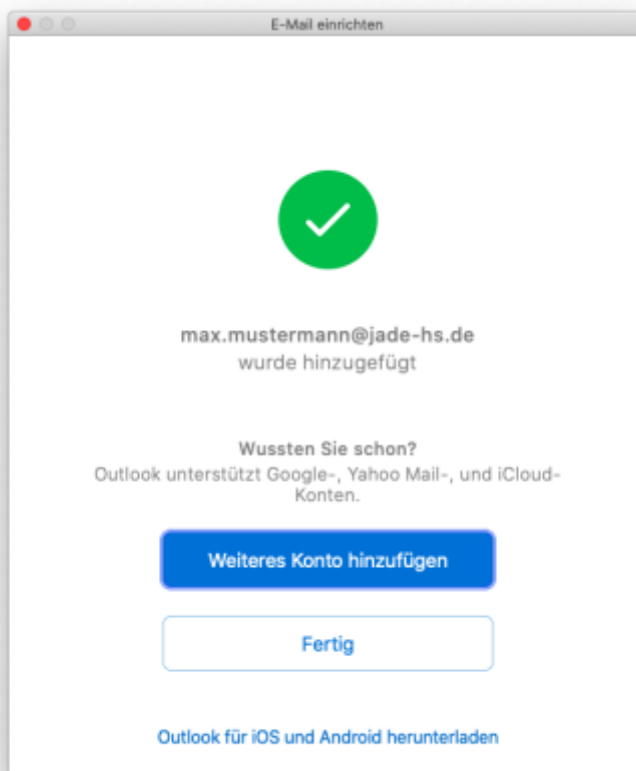 E-Mail einrichten
max.mustermann@jade-hs.de
wurde hinzugefügt
Wussten Sie schon?
Outlook unterstützt Google-, Yahoo Mail-, und iCloud-
Konten.
Weiteres Konto hinzufügen
Fertig
Outlook für iOS und Android herunterladen